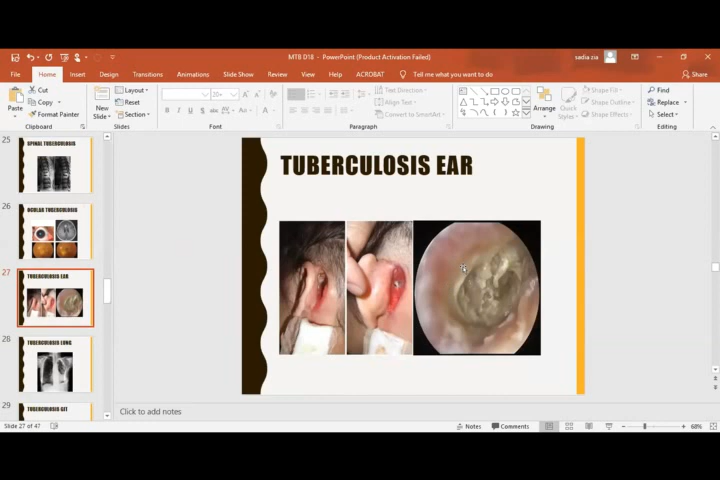 MTB D18 - PowerPoint (Product Activation Failed)
sadia zia
File Home Insert Design Transitions Animations Slide Show Review View Help ACROBAT Tell me what you want to do Share
Paste
Cut
Copy
Format Painter
Clipboard
New Slide
Layout
Reset
Section
Slides
20
B I U S abc AV Aa A
Font
Text Direction
Align Text
Convert to SmartArt
Paragraph
Arrange
Quick Styles
Shape Fill
Shape Outline
Shape Effects
Drawing
Find
Replace
Select
Editing
25
SPINAL TUBERCULOSIS
26
OCULAR TUBERCULOSIS
27
TUBERCULOSIS EAR
28
TUBERCULOSIS LUNG
29
TUBERCULOSIS GIT
TUBERCULOSIS EAR
Click to add notes
Slide 27 of 47
Notes
Comments
68%